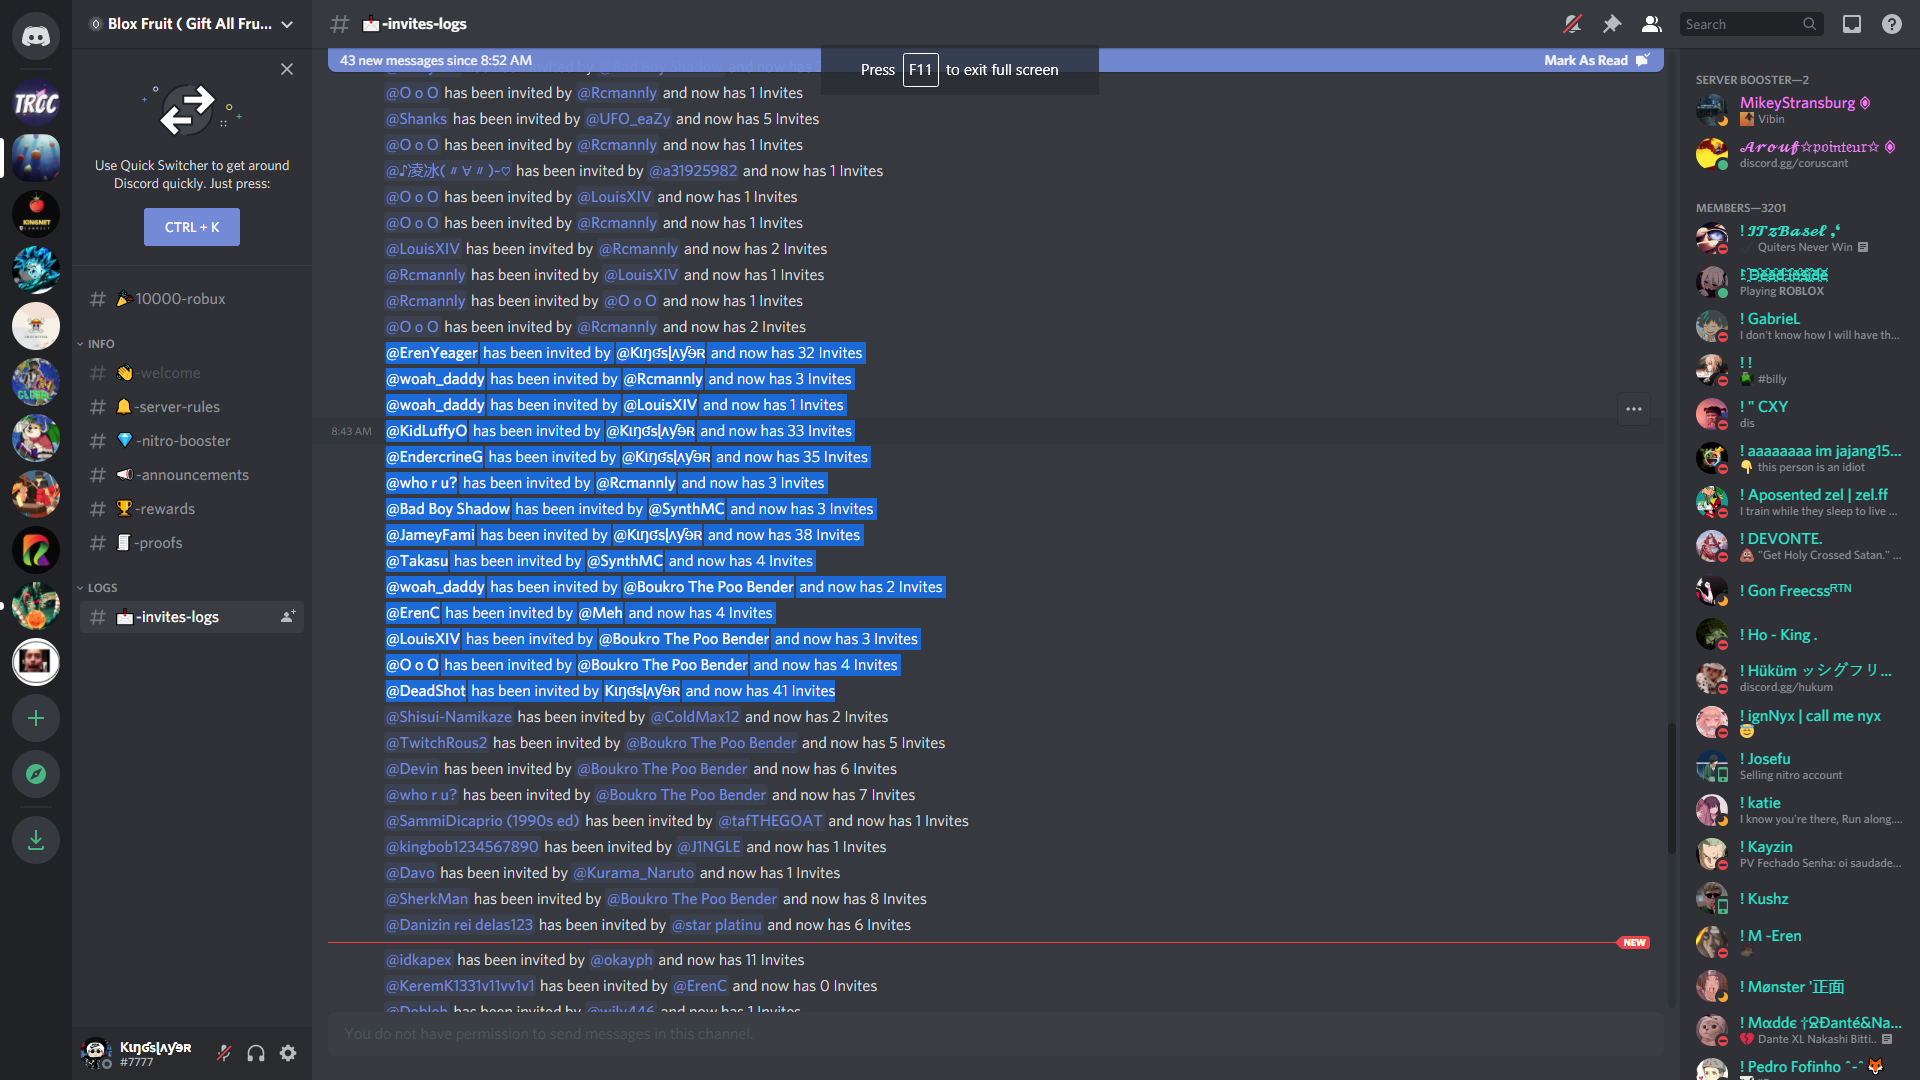 Blox Fruit ( Gift All Fru...
-invites-logs
Search
43 new messages since 8:52 AM
Mark As Read
Press F11 to exit full screen
TRCC
KINGNET
CONNECT
GLOBAL
Use Quick Switcher to get around
Discord quickly. Just press:
CTRL + K
10000-robux
INFO
-welcome
-server-rules
-nitro-booster
-announcements
-rewards
-proofs
LOGS
-invites-logs
@O o O has been invited by @Rcmannly and now has 1 Invites
@Shanks has been invited by @UFO_eaZy and now has 5 Invites
@O o O has been invited by @Rcmannly and now has 1 Invites
@♪凌冰(〃∀〃)~♡ has been invited by @a31925982 and now has 1 Invites
@O o O has been invited by @LouisXIV and now has 1 Invites
@O o O has been invited by @Rcmannly and now has 1 Invites
@LouisXIV has been invited by @Rcmannly and now has 2 Invites
@Rcmannly has been invited by @LouisXIV and now has 1 Invites
@Rcmannly has been invited by @O o O and now has 1 Invites
@O o O has been invited by @Rcmannly and now has 2 Invites
@ErenYeager has been invited by @Kιηɠsɭʌƴɘʀ and now has 32 Invites
@woah_daddy has been invited by @Rcmannly and now has 3 Invites
@woah_daddy has been invited by @LouisXIV and now has 1 Invites
8:43 AM
@KidLuffyO has been invited by @Kιηɠsɭʌƴɘʀ and now has 33 Invites
@EndercrineG has been invited by @Kιηɠsɭʌƴɘʀ and now has 35 Invites
@who r u? has been invited by @Rcmannly and now has 3 Invites
@Bad Boy Shadow has been invited by @SynthMC and now has 3 Invites
@JameyFami has been invited by @Kιηɠsɭʌƴɘʀ and now has 38 Invites
@Takasu has been invited by @SynthMC and now has 4 Invites
@woah_daddy has been invited by @Boukro The Poo Bender and now has 2 Invites
@ErenC has been invited by @Meh and now has 4 Invites
@LouisXIV has been invited by @Boukro The Poo Bender and now has 3 Invites
@O o O has been invited by @Boukro The Poo Bender and now has 4 Invites
@DeadShot has been invited by Kιηɠsɭʌƴɘʀ and now has 41 Invites
@Shisui-Namikaze has been invited by @ColdMax12 and now has 2 Invites
@TwitchRous2 has been invited by @Boukro The Poo Bender and now has 5 Invites
@Devin has been invited by @Boukro The Poo Bender and now has 6 Invites
@who r u? has been invited by @Boukro The Poo Bender and now has 7 Invites
@SammiDicaprio (1990s ed) has been invited by @tafTHEGOAT and now has 1 Invites
@kingbob1234567890 has been invited by @J1NGLE and now has 1 Invites
@Davo has been invited by @Kurama_Naruto and now has 1 Invites
@SherkMan has been invited by @Boukro The Poo Bender and now has 8 Invites
@Danizin rei delas123 has been invited by @star platinu and now has 6 Invites
NEW
@idkapex has been invited by @okayph and now has 11 Invites
@KeremK1331v11vv1v1 has been invited by @ErenC and now has 0 Invites
has been invited by @wily446 and now has 1 Invites
You do not have permission to send messages in this channel.
Kιηɠsɭʌƴɘʀ
#7777
SERVER BOOSTER—2
MikeyStransburg
Vibin
𝓐𝓻𝓸𝓾𝓯☆𝔭𝔬𝔦𝔫𝔱𝔢𝔲𝔯☆
discord.gg/coruscant
MEMBERS—3201
! 𝓘𝓣𝔃𝓑𝓪𝓼𝓮𝓵
Quiters Never Win
! Dead inside
Playing ROBLOX
! GabrieL
I don't know how I will have th...
! !
#billy
! " CXY
dis
! aaaaaaaa im jajang15...
this person is an idiot
! Aposented zel | zel.ff
I train while they sleep to live ...
! DEVONTE.
"Get Holy Crossed Satan." ...
! Gon Freecssᴿᵀᴺ
! Ho - King .
! Hüküm ッシグフリ...
discord.gg/hukum
! ignNyx | call me nyx
! Josefu
Selling nitro account
! katie
I know you're there, Run along....
! Kayzin
PV Fechado Senha: oi saudade...
! Kushz
! M -Eren
! Mønster '正面
! Mαddє †ΩĐanté&Na...
Dante XL Nakashi Bitti..
! Pedro Fofinho ˆ-ˆ